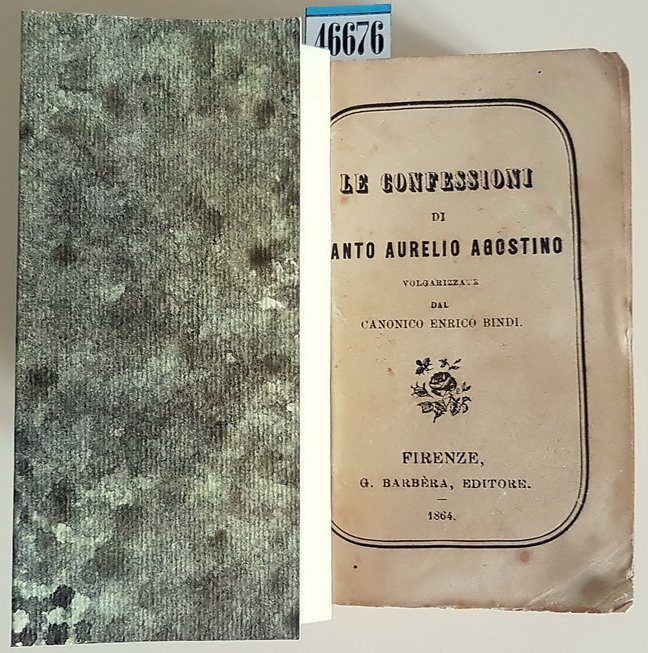 46676
LE CONFESSIONI
DI
ANTO AURELIO AGOSTINO
VOLGARIZZATE
DAL
CANONICO ENRICO BINDI.
FIRENZE,
G. BARBÈRA, EDITORE.
1864.